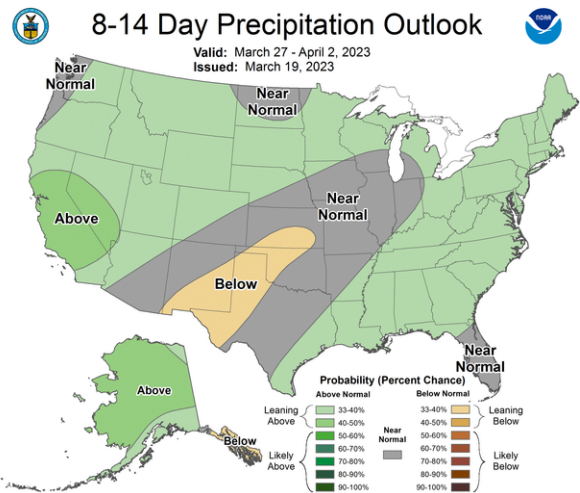 8-14 Day Precipitation Outlook
NOAA
Valid: March 27 - April 2, 2023
Issued: March 19, 2023
Near
Normal
Near
Normal
Near
Normal
Above
Below
Near
Normal
Above
Below
Probability (Percent Chance)
Above Normal
Below Normal
Leaning
Above
33-40%
40-50%
Likely
Above
50-60%
60-70%
70-80%
80-90%
90-100%
Near
Normal
33-40%
40-50%
Leaning
Below
50-60%
60-70%
70-80%
80-90%
90-100%
Likely
Below